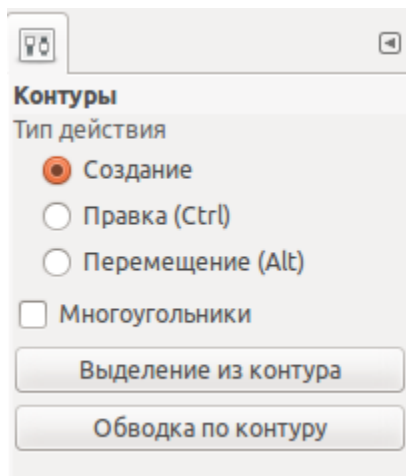 Контуры
Тип действия
Создание
Правка (Ctrl)
Перемещение (Alt)
Многоугольники
Выделение из контура
Обводка по контуру